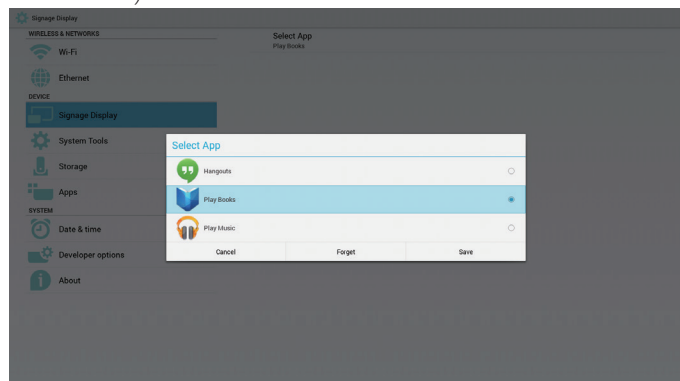 Signage Display
WIRELESS & NETWORKS
Wi-Fi
Ethernet
DEVICE
Signage Display
System Tools
Storage
Apps
SYSTEM
Date & time
Developer options
About
Select App
Play Books
Select App
Hangouts
Play Books
Play Music
Cancel Forget Save